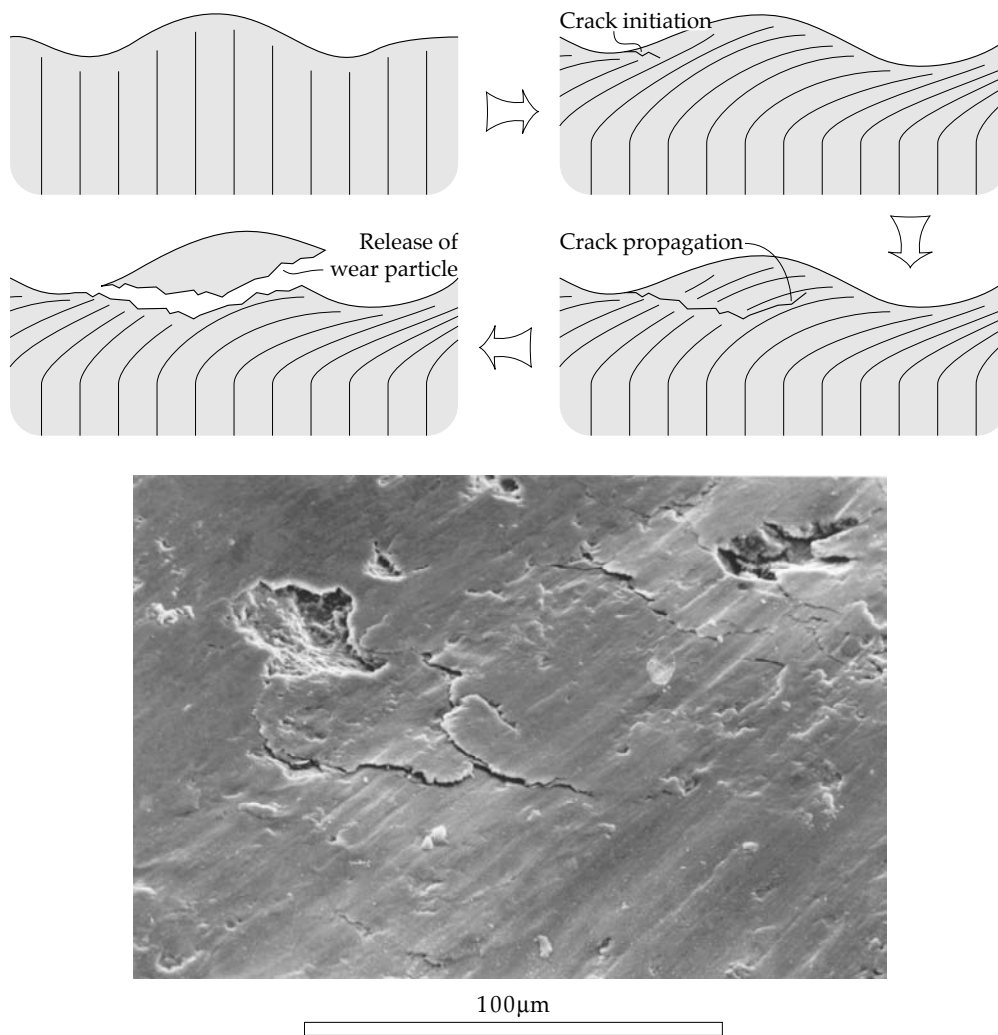 Crack initiation
Release of
wear particle
Crack propagation
100μm